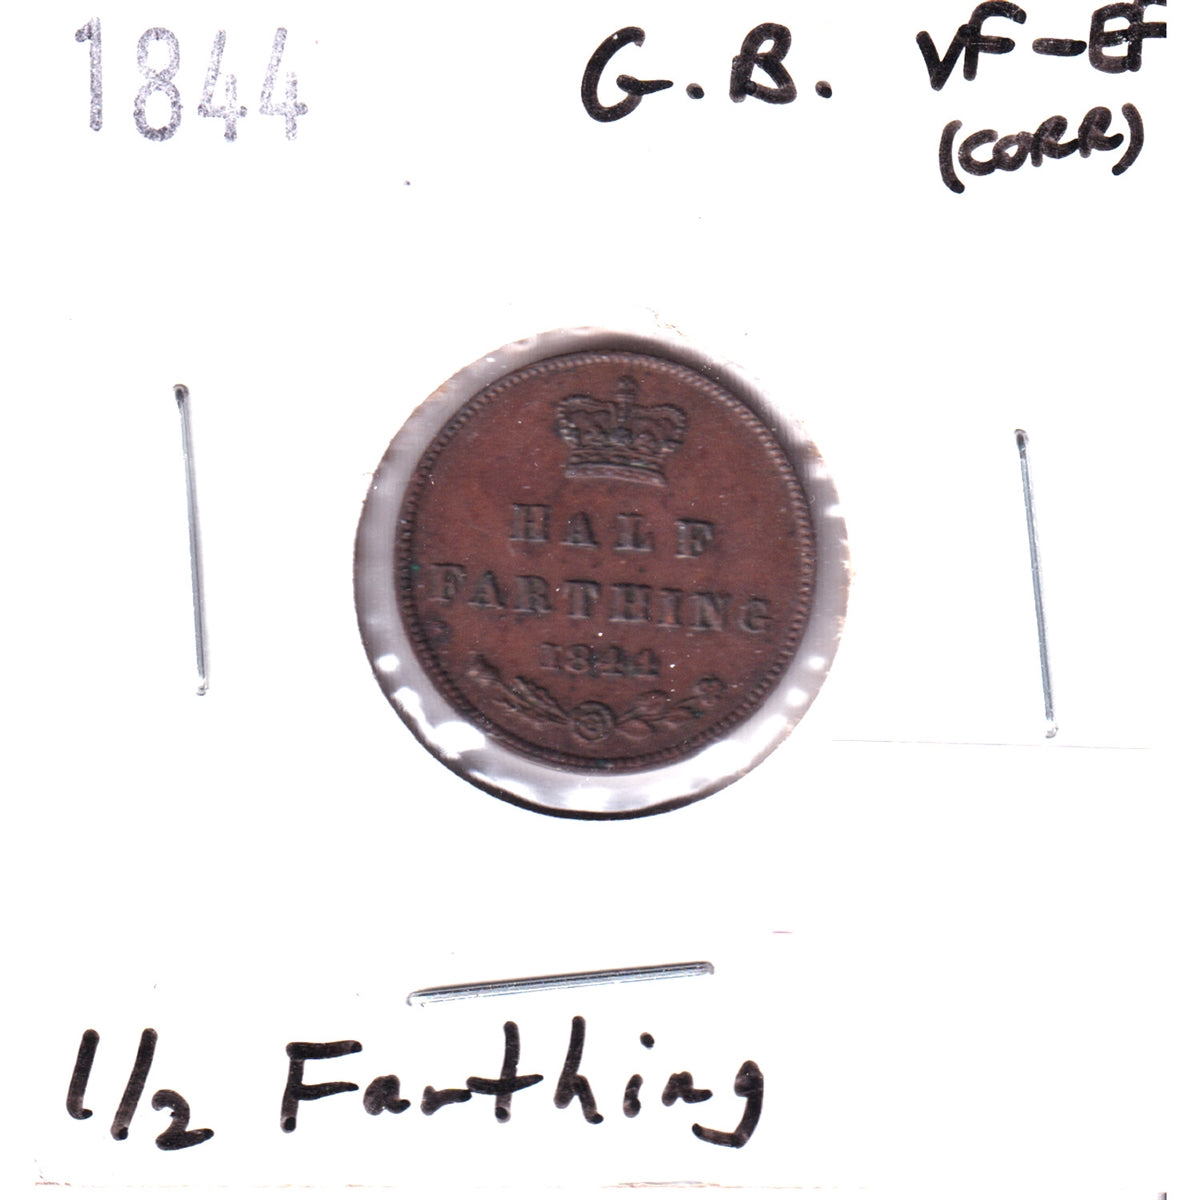 1844 G.B. VF-EF
(CORR)
HALF
FARTHING
1844
1/2 Farthing